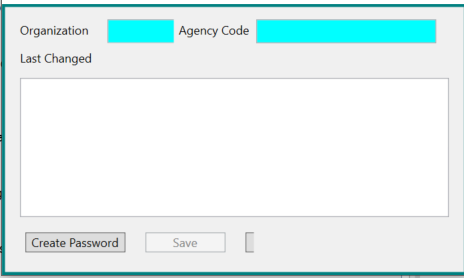 Organization Agency Code
Last Changed
Create Password Save